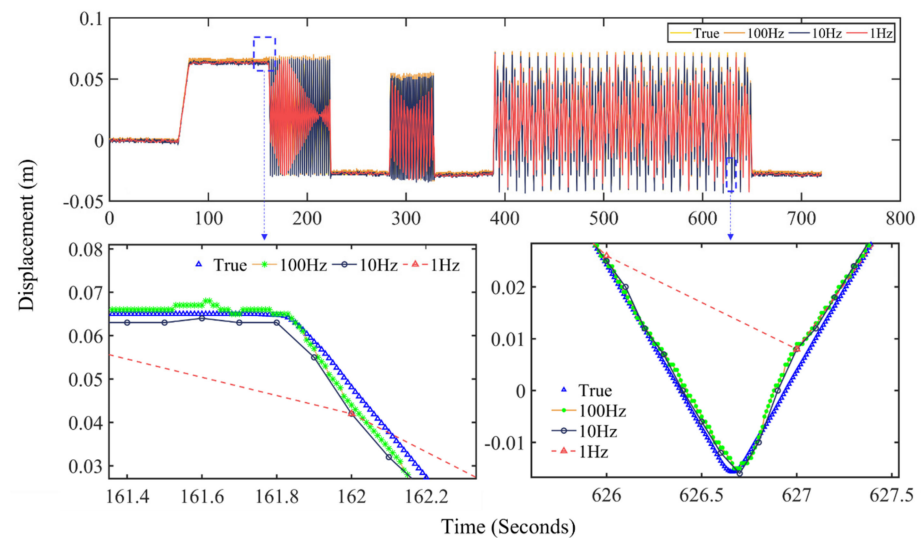 0.1
True 100Hz 10Hz 1Hz
0.05
0
-0.05
0 100 200 300 400 500 600 700 800
Displacement (m)
0.08
True 100Hz 10Hz 1Hz
0.07
0.06
0.05
0.04
0.03
161.4 161.6 161.8 162 162.2
0.02
0.01
0
-0.01
True
100Hz
10Hz
1Hz
626 626.5 627 627.5
Time (Seconds)